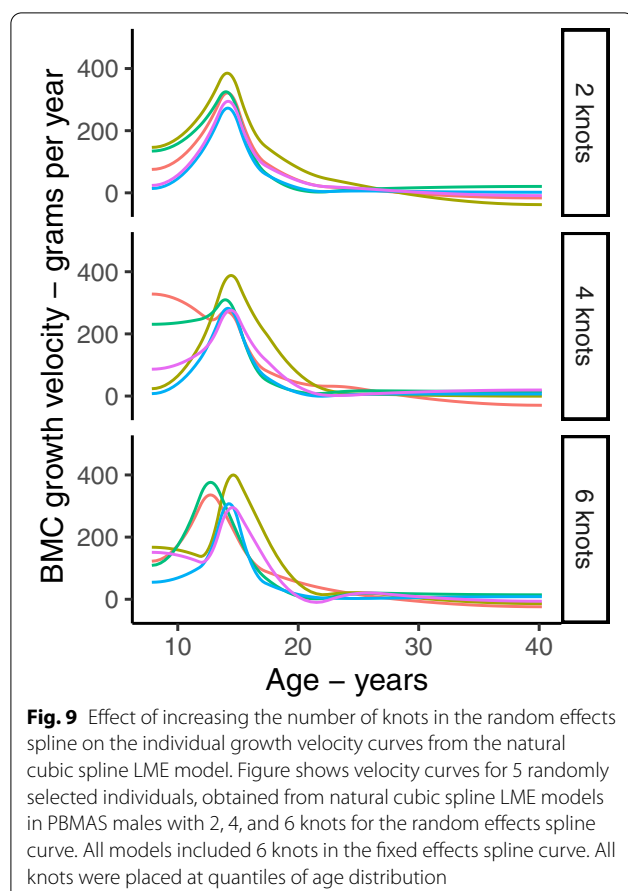 400
200
0
2 knots
400
200
0
4 knots
400
200
0
6 knots
BMC growth velocity – grams per year
10 20 30 40
Age – years
Fig. 9 Effect of increasing the number of knots in the random effects
spline on the individual growth velocity curves from the natural
cubic spline LME model. Figure shows velocity curves for 5 randomly
selected individuals, obtained from natural cubic spline LME models
in PBMAS males with 2, 4, and 6 knots for the random effects spline
curve. All models included 6 knots in the fixed effects spline curve. All
knots were placed at quantiles of age distribution